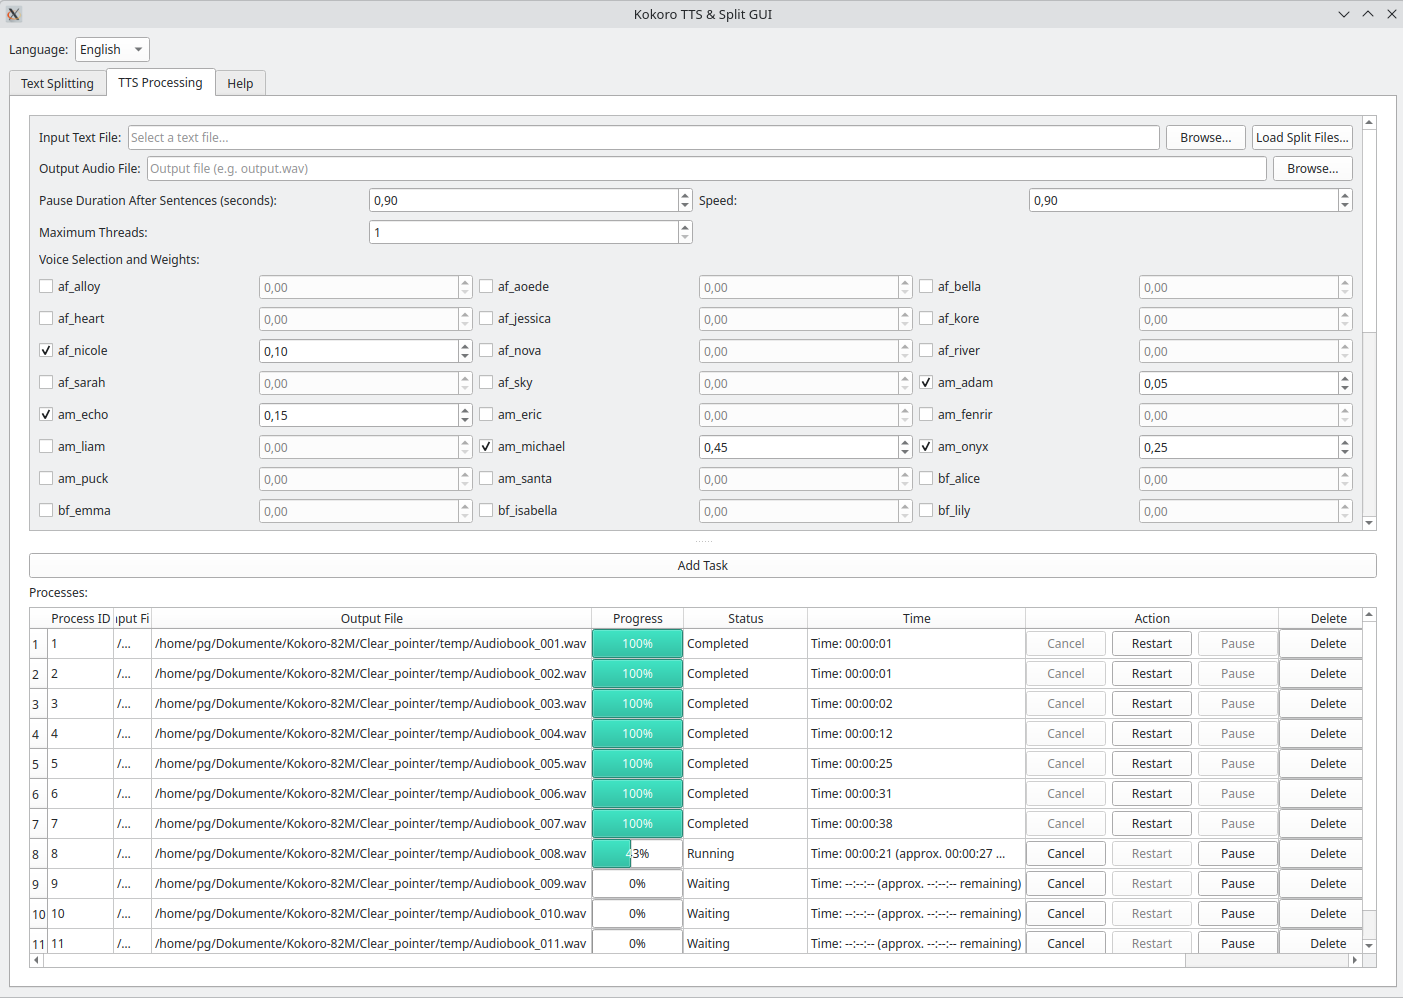 Kokoro TTS & Split GUI
Language: English
Text Splitting TTS Processing Help
Input Text File: Select a text file... Browse... Load Split Files...
Output Audio File: Output file (e.g. output.wav) Browse...
Pause Duration After Sentences (seconds): 0,90 Speed: 0,90
Maximum Threads: 1
Voice Selection and Weights:
af_alloy 0,00 af_aoede 0,00 af_bella 0,00
af_heart 0,00 af_jessica 0,00 af_kore 0,00
af_nicole 0,10 af_nova 0,00 af_river 0,00
af_sarah 0,00 af_sky 0,00 am_adam 0,05
am_echo 0,15 am_eric 0,00 am_fenrir 0,00
am_liam 0,00 am_michael 0,45 am_onyx 0,25
am_puck 0,00 am_santa 0,00 bf_alice 0,00
bf_emma 0,00 bf_isabella 0,00 bf_lily 0,00
Add Task
Processes:
Process ID put Fi Output File Progress Status Time Action Delete
1 1 /... /home/pg/Dokumente/Kokoro-82M/Clear_pointer/temp/Audiobook_001.wav 100% Completed Time: 00:00:01 Cancel Restart Pause Delete
2 2 /... /home/pg/Dokumente/Kokoro-82M/Clear_pointer/temp/Audiobook_002.wav 100% Completed Time: 00:00:01 Cancel Restart Pause Delete
3 3 /... /home/pg/Dokumente/Kokoro-82M/Clear_pointer/temp/Audiobook_003.wav 100% Completed Time: 00:00:02 Cancel Restart Pause Delete
4 4 /... /home/pg/Dokumente/Kokoro-82M/Clear_pointer/temp/Audiobook_004.wav 100% Completed Time: 00:00:12 Cancel Restart Pause Delete
5 5 /... /home/pg/Dokumente/Kokoro-82M/Clear_pointer/temp/Audiobook_005.wav 100% Completed Time: 00:00:25 Cancel Restart Pause Delete
6 6 /... /home/pg/Dokumente/Kokoro-82M/Clear_pointer/temp/Audiobook_006.wav 100% Completed Time: 00:00:31 Cancel Restart Pause Delete
7 7 /... /home/pg/Dokumente/Kokoro-82M/Clear_pointer/temp/Audiobook_007.wav 100% Completed Time: 00:00:38 Cancel Restart Pause Delete
8 8 /... /home/pg/Dokumente/Kokoro-82M/Clear_pointer/temp/Audiobook_008.wav 43% Running Time: 00:00:21 (approx. 00:00:27 ... Cancel Restart Pause Delete
9 9 /... /home/pg/Dokumente/Kokoro-82M/Clear_pointer/temp/Audiobook_009.wav 0% Waiting Time: --:--:-- (approx. --:--:-- remaining) Cancel Restart Pause Delete
10 10 /... /home/pg/Dokumente/Kokoro-82M/Clear_pointer/temp/Audiobook_010.wav 0% Waiting Time: --:--:-- (approx. --:--:-- remaining) Cancel Restart Pause Delete
11 11 /... /home/pg/Dokumente/Kokoro-82M/Clear_pointer/temp/Audiobook_011.wav 0% Waiting Time: --:--:-- (approx. --:--:-- remaining) Cancel Restart Pause Delete